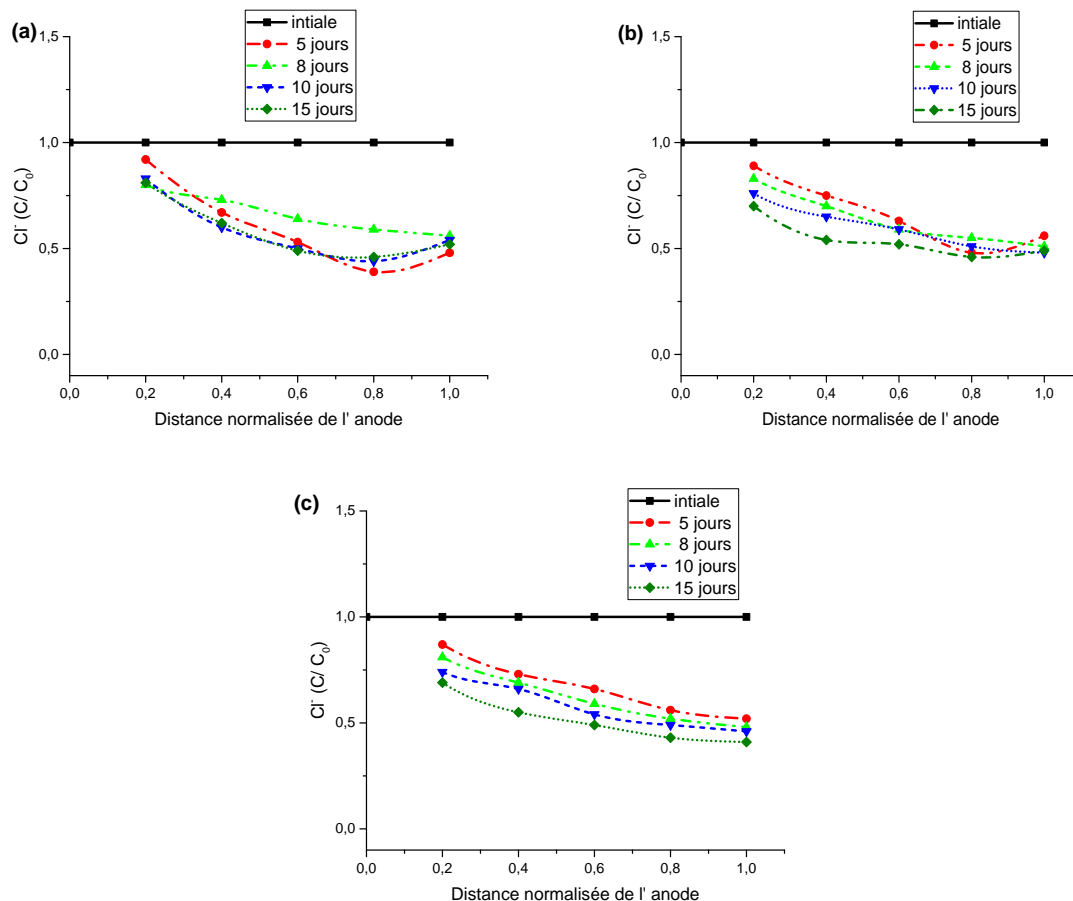 (a)
intiale
5 jours
8 jours
10 jours
15 jours
1,5
1,0
0,5
0,0
Cl⁻ (C/ C₀)
0,0 0,2 0,4 0,6 0,8 1,0
Distance normalisée de l' anode
(b)
intiale
5 jours
8 jours
10 jours
15 jours
1,5
1,0
0,5
0,0
Cl⁻ (C/ C₀)
0,0 0,2 0,4 0,6 0,8 1,0
Distance normalisée de l' anode
(c)
intiale
5 jours
8 jours
10 jours
15 jours
1,5
1,0
0,5
0,0
Cl⁻ (C/ C₀)
0,0 0,2 0,4 0,6 0,8 1,0
Distance normalisée de l' anode